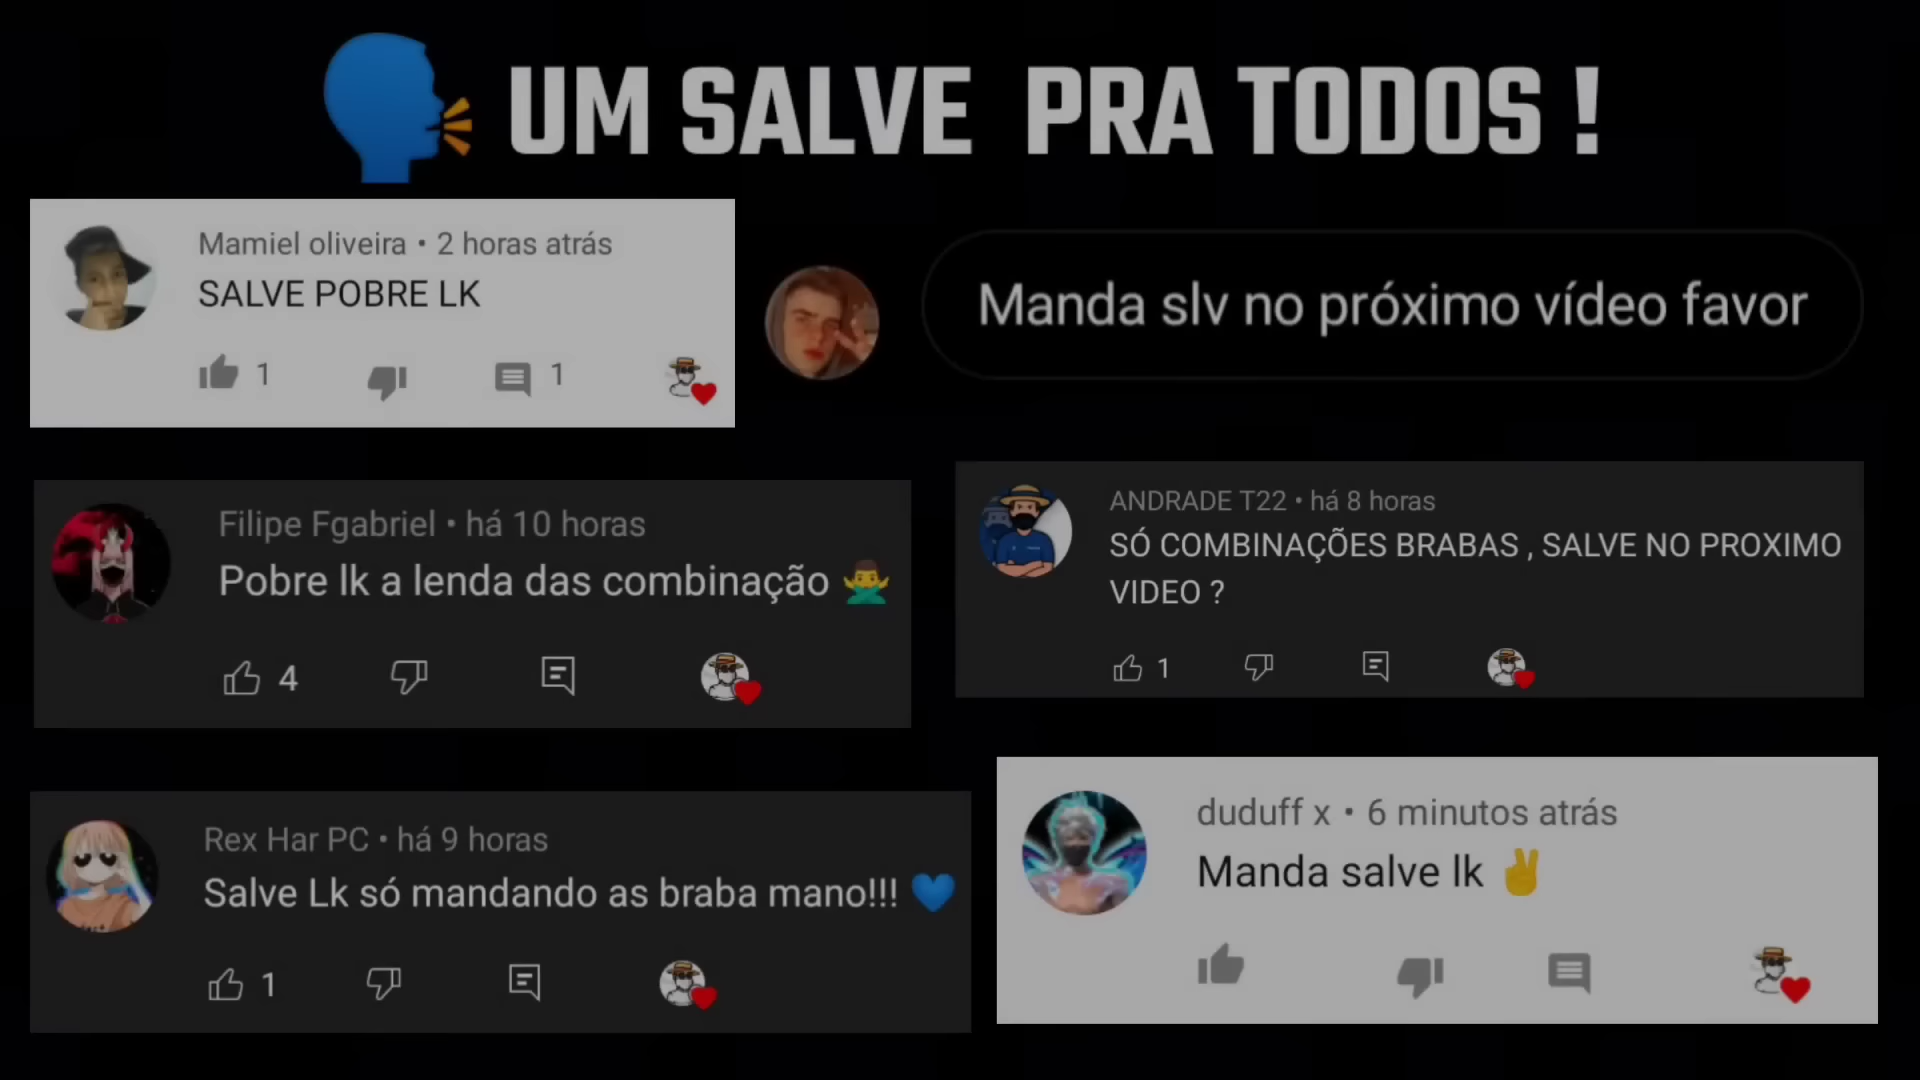 UM SALVE PRA TODOS !
Mamiel oliveira • 2 horas atrás
SALVE POBRE LK
1 1
Manda slv no próximo vídeo favor
Filipe Fgabriel • há 10 horas
Pobre lk a lenda das combinação 🙅‍♂️
4
ANDRADE T22 • há 8 horas
SÓ COMBINAÇÕES BRABAS , SALVE NO PROXIMO
VIDEO ?
1
Rex Har PC • há 9 horas
Salve Lk só mandando as braba mano!!! 💙
1
duduff x • 6 minutos atrás
Manda salve lk ✌